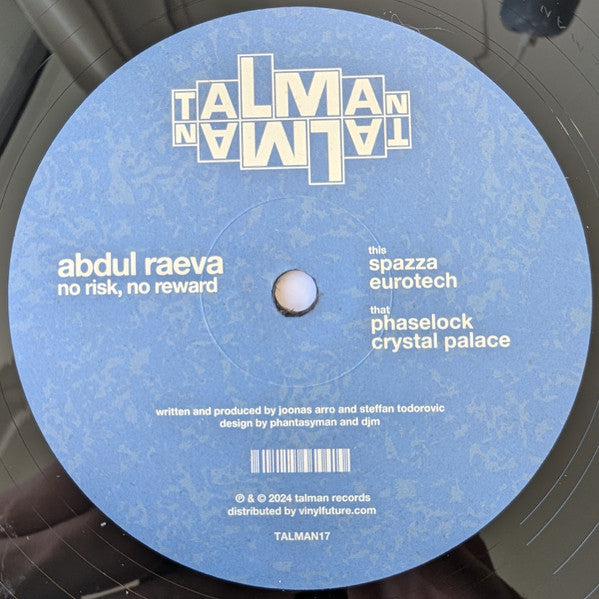 TALMAN
TALMAN
abdul raeva
no risk, no reward
this
spazza
eurotech
that
phaselock
crystal palace
written and produced by joonas arro and steffan todorovic
design by phantasyman and djm
℗ & © 2024 talman records
distributed by vinylfuture.com
TALMAN17